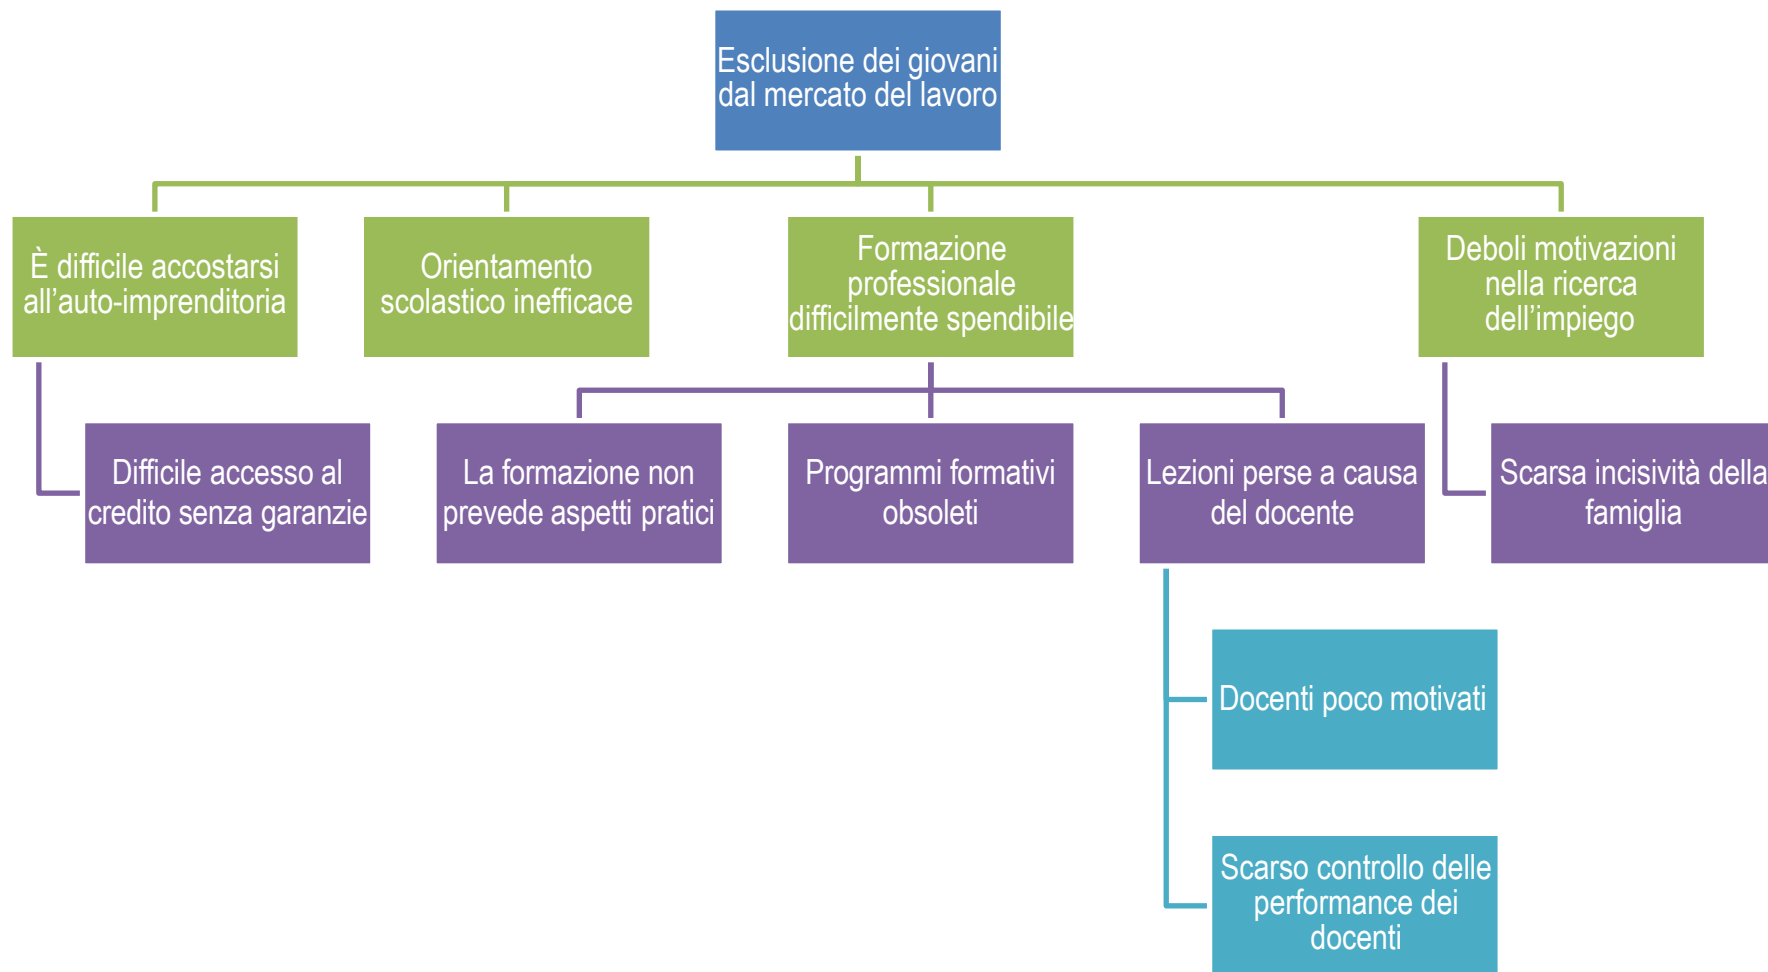 Esclusione dei giovani
dal mercato del lavoro
È difficile accostarsi
all’auto-imprenditoria
Orientamento
scolastico inefficace
Formazione
professionale
difficilmente spendibile
Deboli motivazioni
nella ricerca
dell’impiego
Difficile accesso al
credito senza garanzie
La formazione non
prevede aspetti pratici
Programmi formativi
obsoleti
Lezioni perse a causa
del docente
Scarsa incisività della
famiglia
Docenti poco motivati
Scarso controllo delle
performance dei
docenti